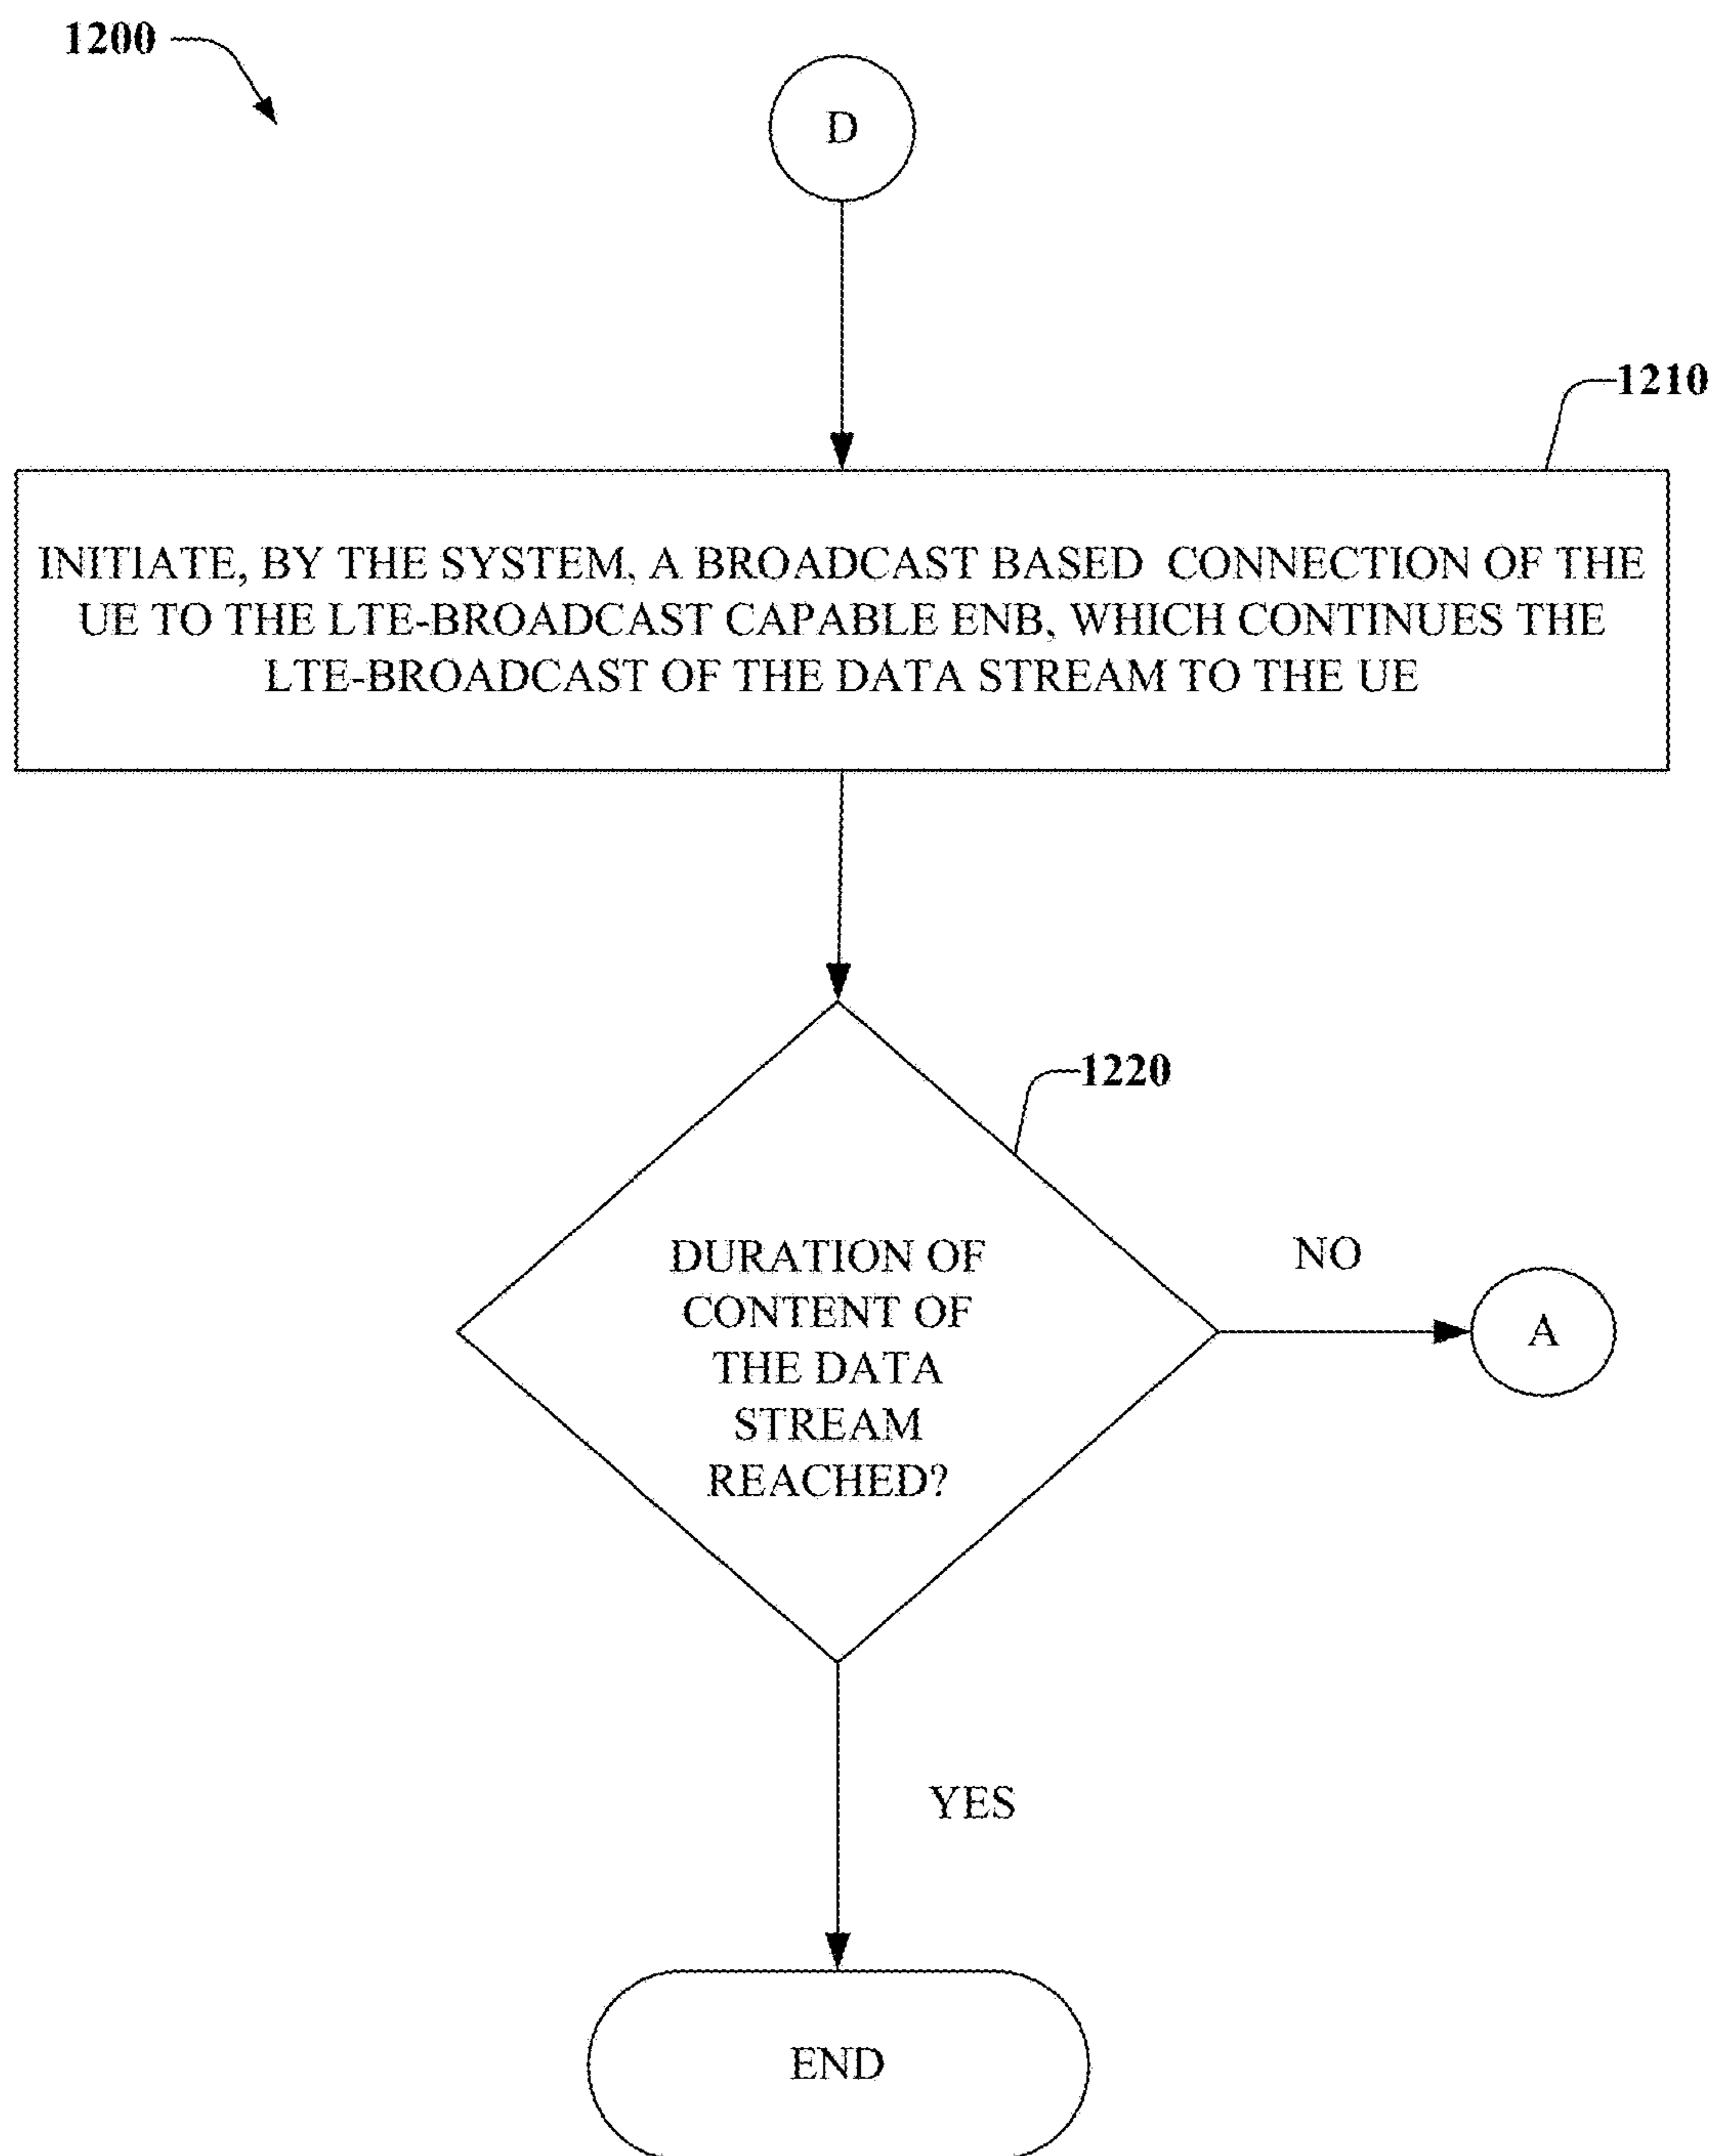 1200
D
1210
INITIATE, BY THE SYSTEM, A BROADCAST BASED CONNECTION OF THE
UE TO THE LTE-BROADCAST CAPABLE ENB, WHICH CONTINUES THE
LTE-BROADCAST OF THE DATA STREAM TO THE UE
1220
DURATION OF
CONTENT OF
THE DATA
STREAM
REACHED?
NO
A
YES
END